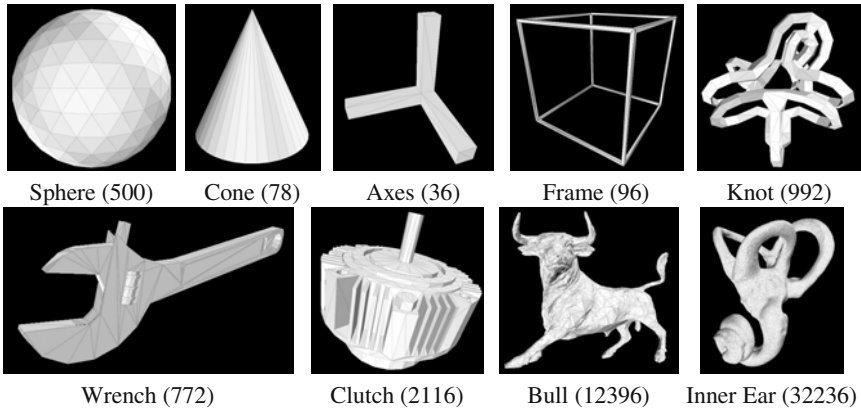 Sphere (500) Cone (78) Axes (36) Frame (96) Knot (992)
Wrench (772) Clutch (2116) Bull (12396) Inner Ear (32236)